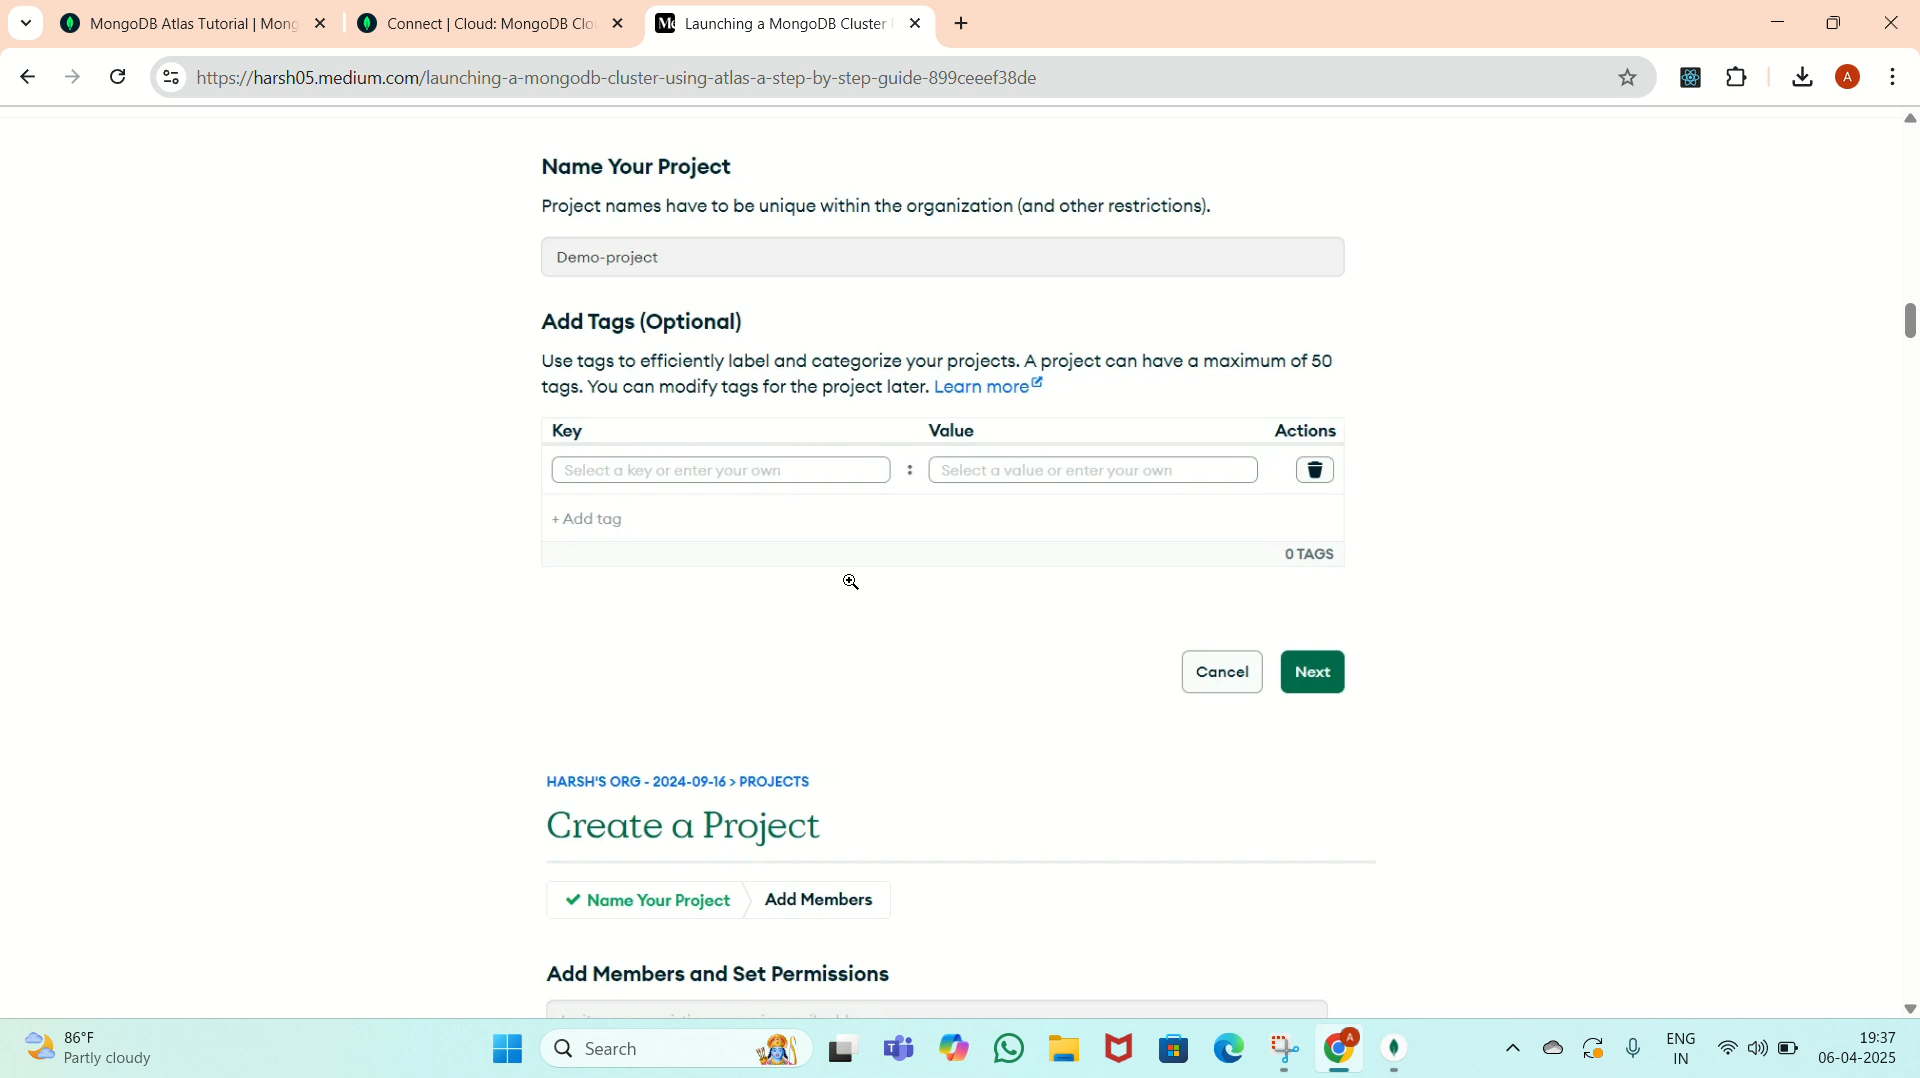 MongoDB Atlas Tutorial | Mong
Connect | Cloud: MongoDB Clo
Launching a MongoDB Cluster
https://harsh05.medium.com/launching-a-mongodb-cluster-using-atlas-a-step-by-step-guide-899ceeef38de
A
Name Your Project
Project names have to be unique within the organization (and other restrictions).
Demo-project
Add Tags (Optional)
Use tags to efficiently label and categorize your projects. A project can have a maximum of 50
tags. You can modify tags for the project later. Learn more
Key Value Actions
Select a key or enter your own : Select a value or enter your own
+ Add tag
0 TAGS
Cancel Next
HARSH'S ORG - 2024-09-16 > PROJECTS
Create a Project
Name Your Project Add Members
Add Members and Set Permissions
86°F
Partly cloudy
Search
A
ENG
IN
19:37
06-04-2025